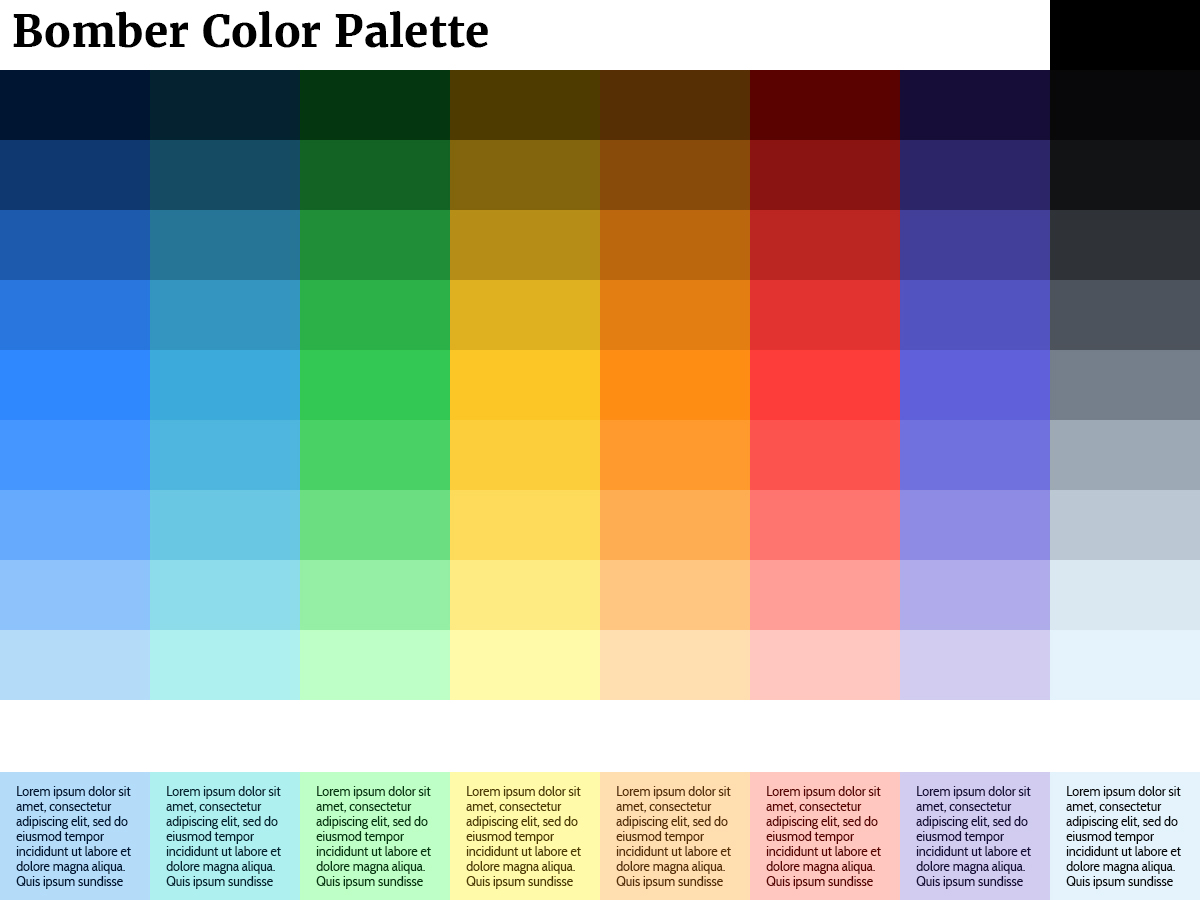 Bomber Color Palette
Lorem ipsum dolor sit
amet, consectetur
adipiscing elit, sed do
eiusmod tempor
incididunt ut labore et
dolore magna aliqua.
Quis ipsum sundisse
Lorem ipsum dolor sit
amet, consectetur
adipiscing elit, sed do
eiusmod tempor
incididunt ut labore et
dolore magna aliqua.
Quis ipsum sundisse
Lorem ipsum dolor sit
amet, consectetur
adipiscing elit, sed do
eiusmod tempor
incididunt ut labore et
dolore magna aliqua.
Quis ipsum sundisse
Lorem ipsum dolor sit
amet, consectetur
adipiscing elit, sed do
eiusmod tempor
incididunt ut labore et
dolore magna aliqua.
Quis ipsum sundisse
Lorem ipsum dolor sit
amet, consectetur
adipiscing elit, sed do
eiusmod tempor
incididunt ut labore et
dolore magna aliqua.
Quis ipsum sundisse
Lorem ipsum dolor sit
amet, consectetur
adipiscing elit, sed do
eiusmod tempor
incididunt ut labore et
dolore magna aliqua.
Quis ipsum sundisse
Lorem ipsum dolor sit
amet, consectetur
adipiscing elit, sed do
eiusmod tempor
incididunt ut labore et
dolore magna aliqua.
Quis ipsum sundisse
Lorem ipsum dolor sit
amet, consectetur
adipiscing elit, sed do
eiusmod tempor
incididunt ut labore et
dolore magna aliqua.
Quis ipsum sundisse